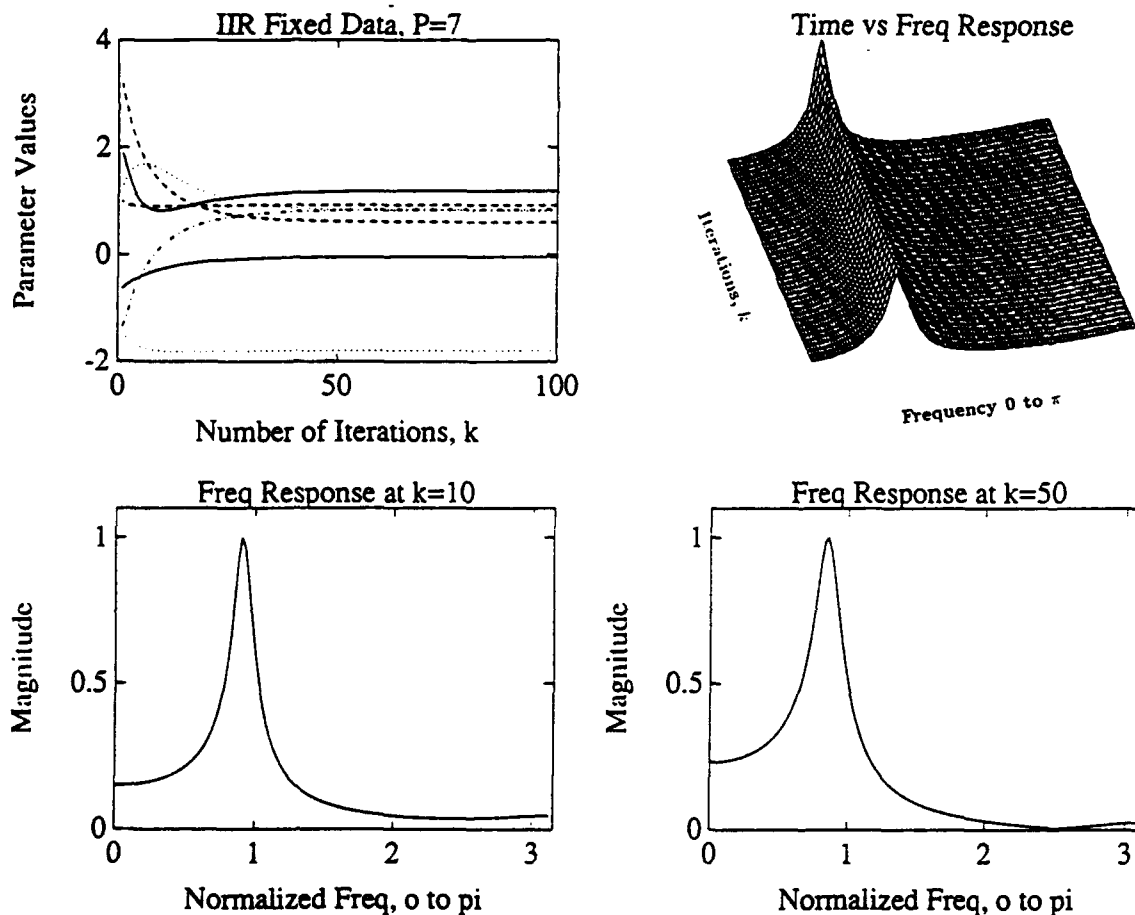 IIR Fixed Data, P=7
4
2
0
-2
0
50
100
Parameter Values
Number of Iterations, k
Time vs Freq Response
Iterations, k
Frequency 0 to π
Freq Response at k=10
1
0.5
0
0
1
2
3
Magnitude
Normalized Freq, o to pi
Freq Response at k=50
1
0.5
0
0
1
2
3
Magnitude
Normalized Freq, o to pi